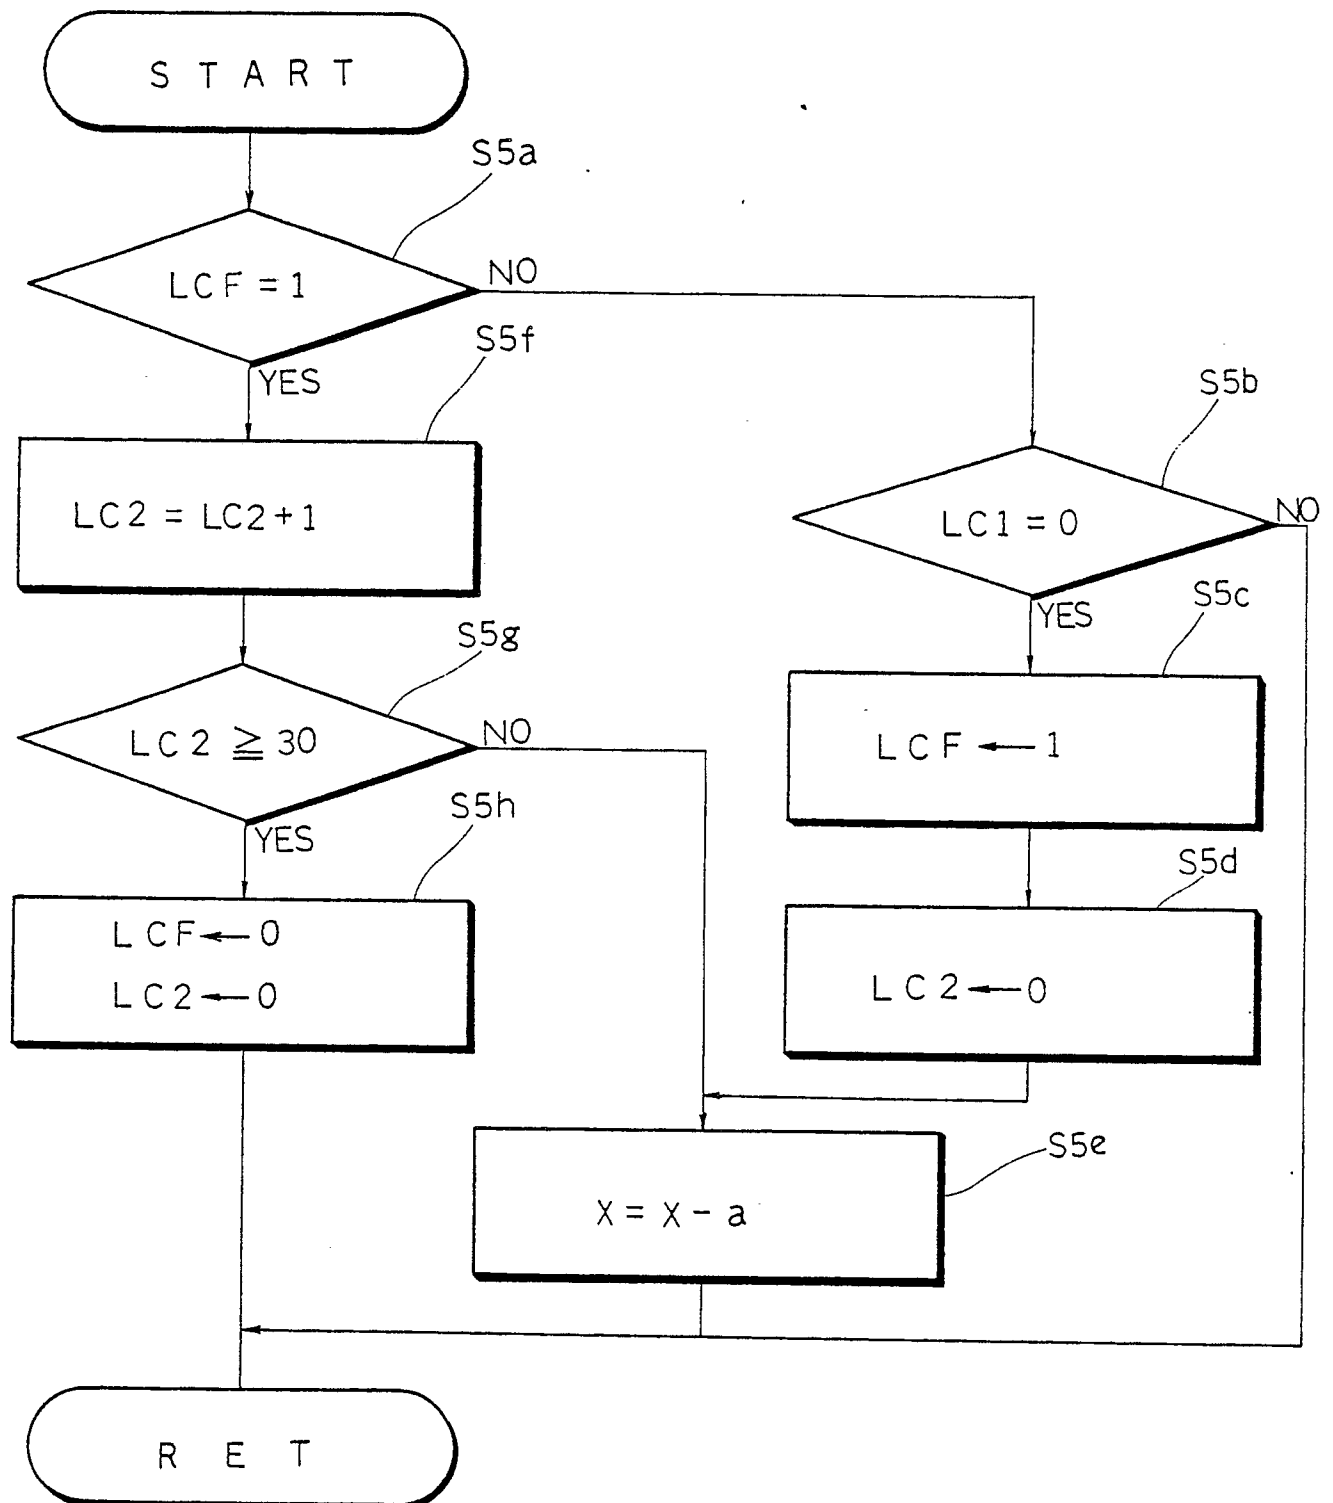 START
S5a
LCF = 1
NO
YES
S5f
LC2 = LC2+1
S5b
LC1 = 0
NO
YES
S5c
LCF ← 1
S5g
LC2 ≧ 30
NO
YES
S5d
LC2 ← 0
S5h
LCF ← 0
LC2 ← 0
S5e
X = X - a
RET